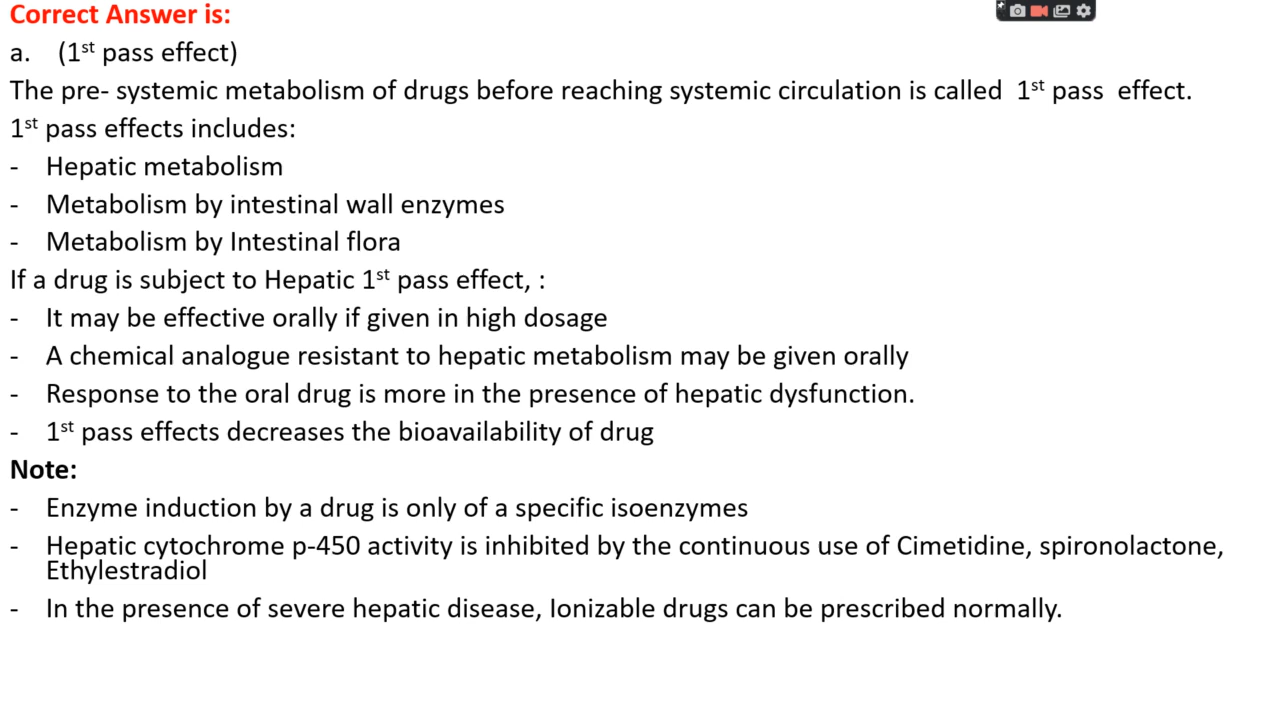 Correct Answer is:
a. (1st pass effect)
The pre- systemic metabolism of drugs before reaching systemic circulation is called 1st pass effect.
1st pass effects includes:
- Hepatic metabolism
- Metabolism by intestinal wall enzymes
- Metabolism by Intestinal flora
If a drug is subject to Hepatic 1st pass effect, :
- It may be effective orally if given in high dosage
- A chemical analogue resistant to hepatic metabolism may be given orally
- Response to the oral drug is more in the presence of hepatic dysfunction.
- 1st pass effects decreases the bioavailability of drug
Note:
- Enzyme induction by a drug is only of a specific isoenzymes
- Hepatic cytochrome p-450 activity is inhibited by the continuous use of Cimetidine, spironolactone,
Ethylestradiol
- In the presence of severe hepatic disease, Ionizable drugs can be prescribed normally.